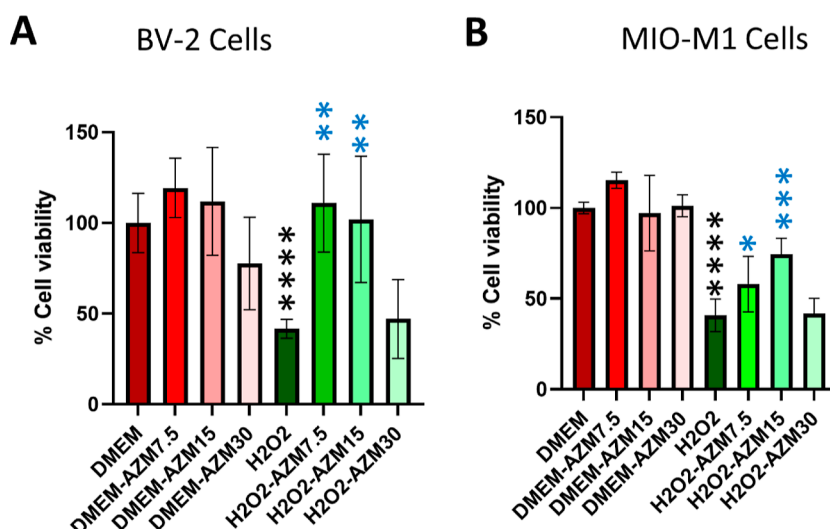 A
BV-2 Cells
% Cell viability
150
100
50
0
**
**
****
DMEM
DMEM-AZM7.5
DMEM-AZM15
DMEM-AZM30
H2O2
H2O2-AZM7.5
H2O2-AZM15
H2O2-AZM30
B
MIO-M1 Cells
% Cell viability
150
100
50
0
****
*
***
DMEM
DMEM-AZM7.5
DMEM-AZM15
DMEM-AZM30
H2O2
H2O2-AZM7.5
H2O2-AZM15
H2O2-AZM30